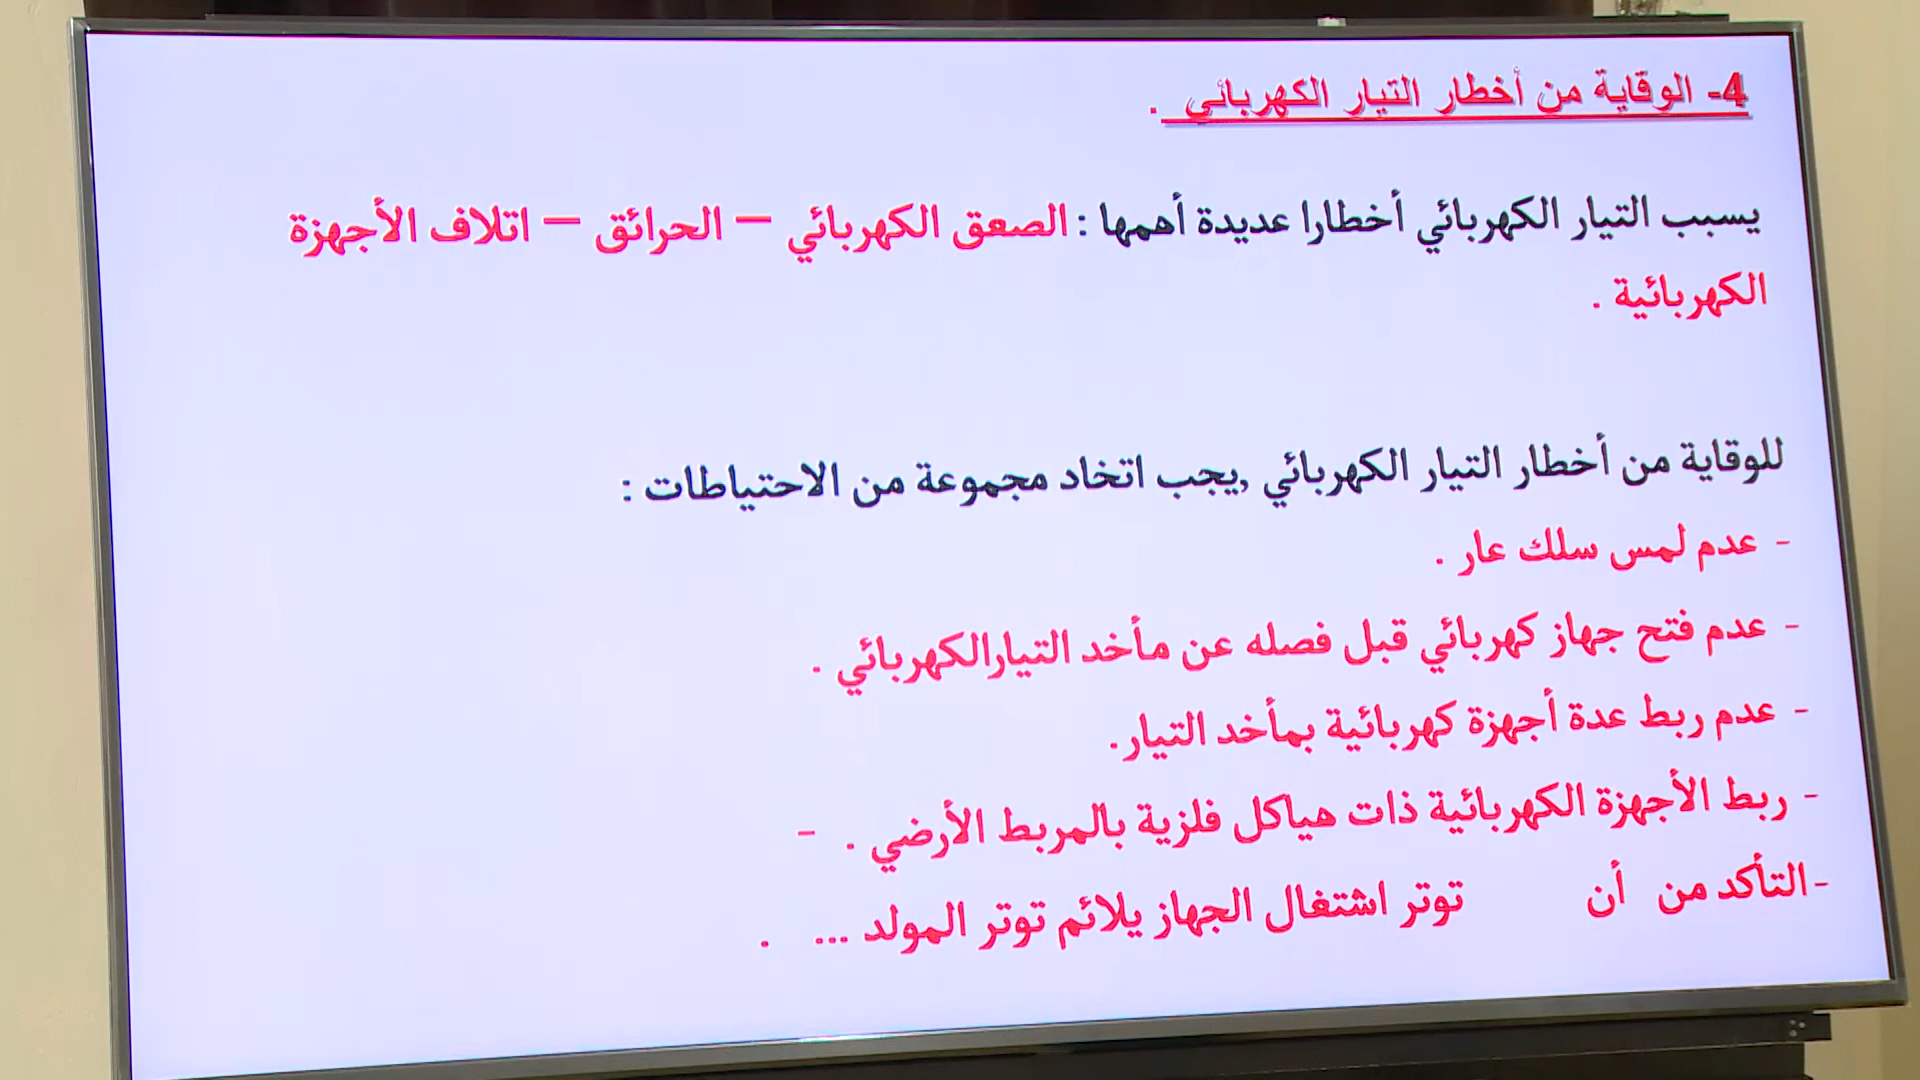 4- الوقاية من أخطار التيار الكهربائي .
يسبب التيار الكهربائي أخطارا عديدة أهمها : الصعق الكهربائي – الحرائق – اتلاف الأجهزة
الكهربائية .
للوقاية من أخطار التيار الكهربائي ,يجب اتخاد مجموعة من الاحتياطات :
- عدم لمس سلك عار .
- عدم فتح جهاز كهربائي قبل فصله عن مأخد التيارالكهربائي .
- عدم ربط عدة أجهزة كهربائية بمأخد التيار.
- ربط الأجهزة الكهربائية ذات هياكل فلزية بالمربط الأرضي . -
-التأكد من أن توتر اشتغال الجهاز يلائم توتر المولد ... .